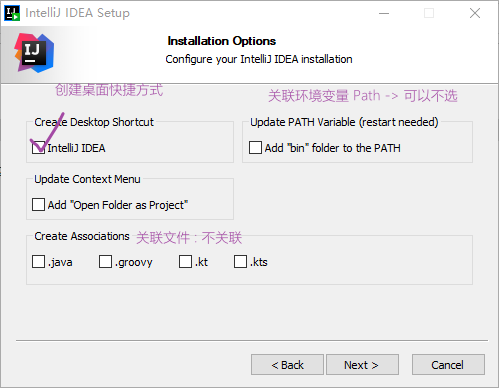 IntelliJ IDEA Setup
IJ
Installation Options
Configure your IntelliJ IDEA installation
创建桌面快捷方式
关联环境变量 Path -> 可以不选
Create Desktop Shortcut
Update PATH Variable (restart needed)
IntelliJ IDEA
Add "bin" folder to the PATH
Update Context Menu
Add "Open Folder as Project"
Create Associations
关联文件 : 不关联
.java .groovy .kt .kts
< Back Next > Cancel